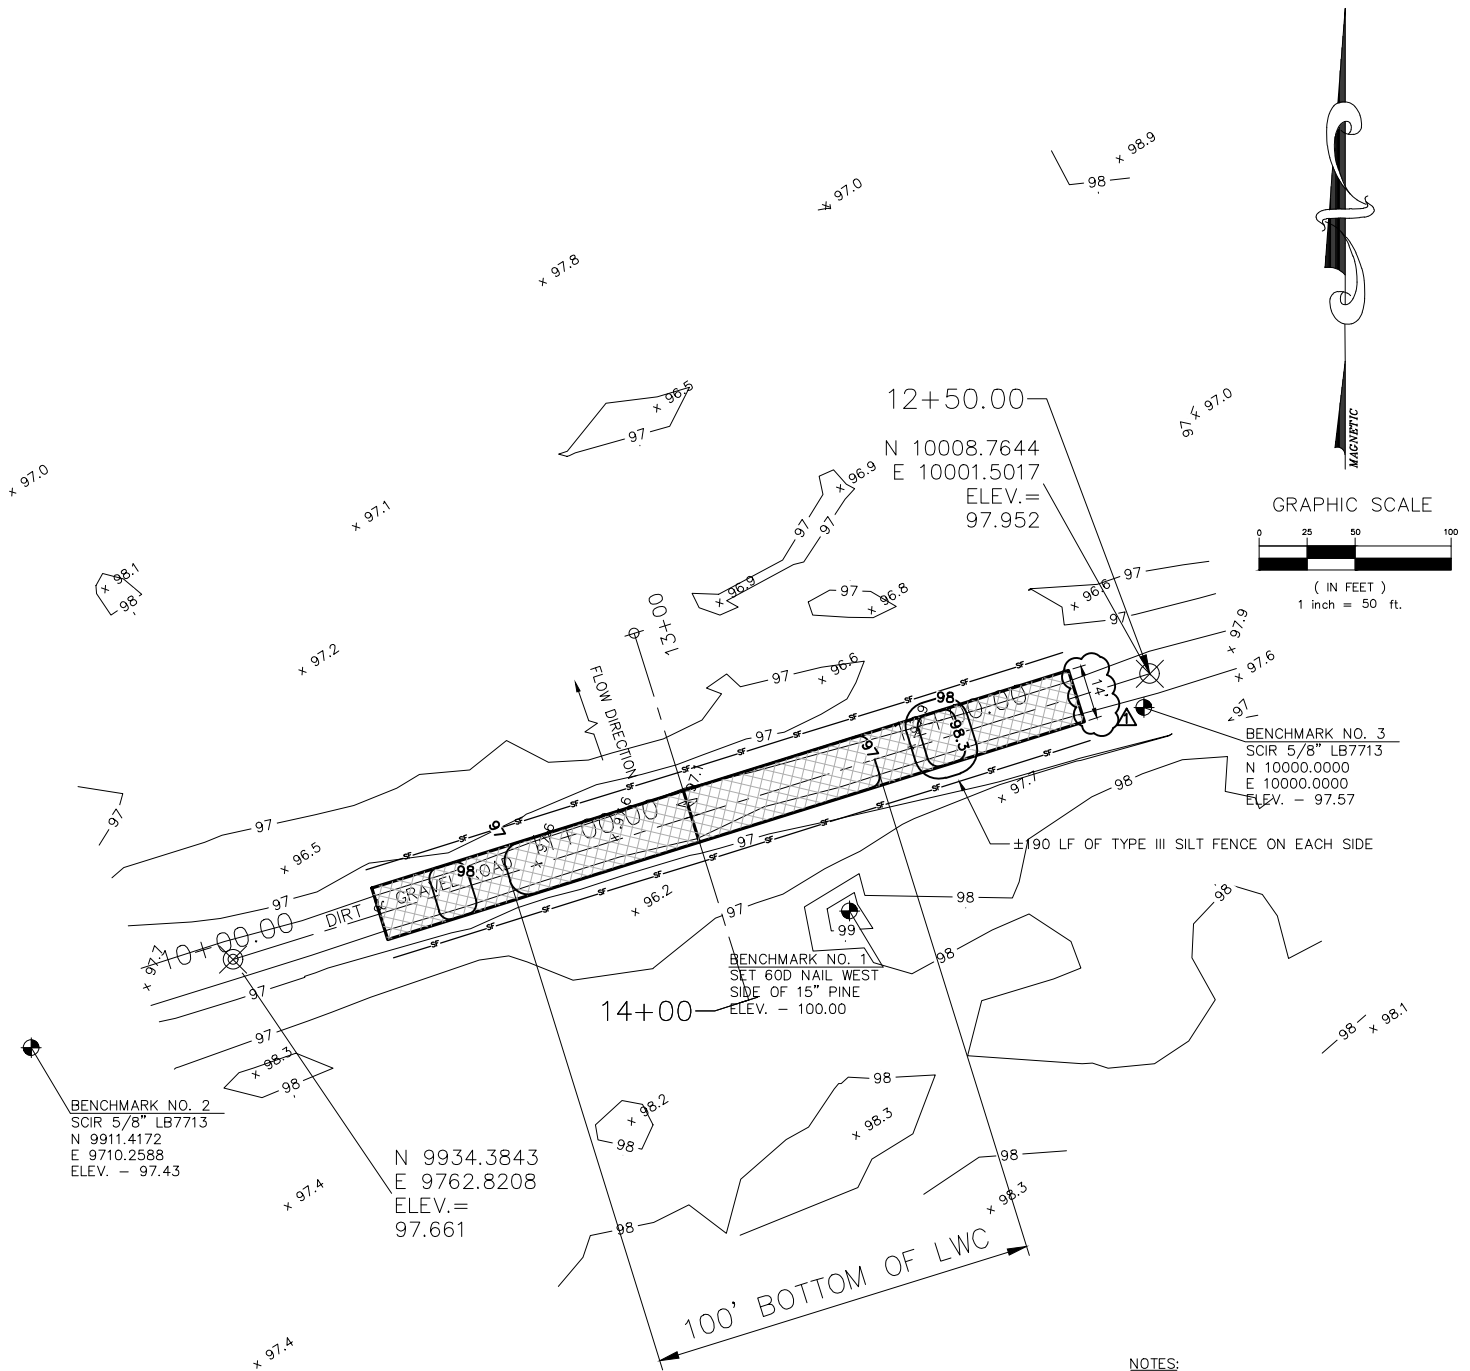 × 98.9
98
× 97.0
× 97.8
MAGNETIC
× 96.5
97
12+50.00
× 97.0
97
N 10008.7644
E 10001.5017
ELEV.=
97.952
× 97.0
× 97.1
× 96.9
97
97
GRAPHIC SCALE
0 25 50 100
( IN FEET )
1 inch = 50 ft.
× 98.1
98
× 96.9
97
× 96.8
97
× 96.6
97
13+00
× 97.9
× 97.6
97
× 97.2
× 96.6
97
FLOW DIRECTION
SF
98
98.3
14'
1
97
BENCHMARK NO. 3
SCIR 5/8" LB7713
N 10000.0000
E 10000.0000
ELEV. - 97.57
97
97
97
× 97.7
98
±190 LF OF TYPE III SILT FENCE ON EACH SIDE
97
11+00.00
97
× 96.5
98
DIRT & GRAVEL ROAD
97
10+00.00
× 97.1
× 96.2
97
99
98
98
98
BENCHMARK NO. 1
SET 60D NAIL WEST
SIDE OF 15" PINE
ELEV. - 100.00
14+00
97
97
× 98.3
98
98
× 98.1
BENCHMARK NO. 2
SCIR 5/8" LB7713
N 9911.4172
E 9710.2588
ELEV. - 97.43
× 98.2
98
98
× 98.3
98
× 98.3
N 9934.3843
E 9762.8208
ELEV.=
97.661
× 97.4
98
100' BOTTOM OF LWC
× 97.4
NOTES: